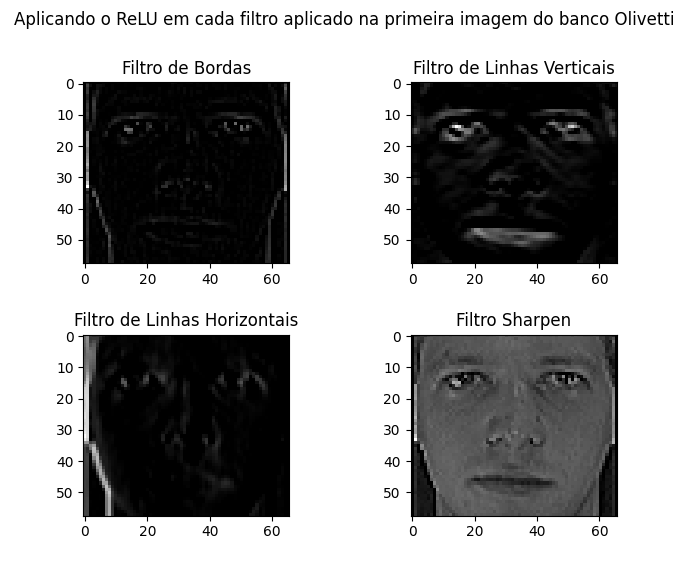 Aplicando o ReLU em cada filtro aplicado na primeira imagem do banco Olivetti
Filtro de Bordas
0
10
20
30
40
50
0 20 40 60
Filtro de Linhas Verticais
0
10
20
30
40
50
0 20 40 60
Filtro de Linhas Horizontais
0
10
20
30
40
50
0 20 40 60
Filtro Sharpen
0
10
20
30
40
50
0 20 40 60